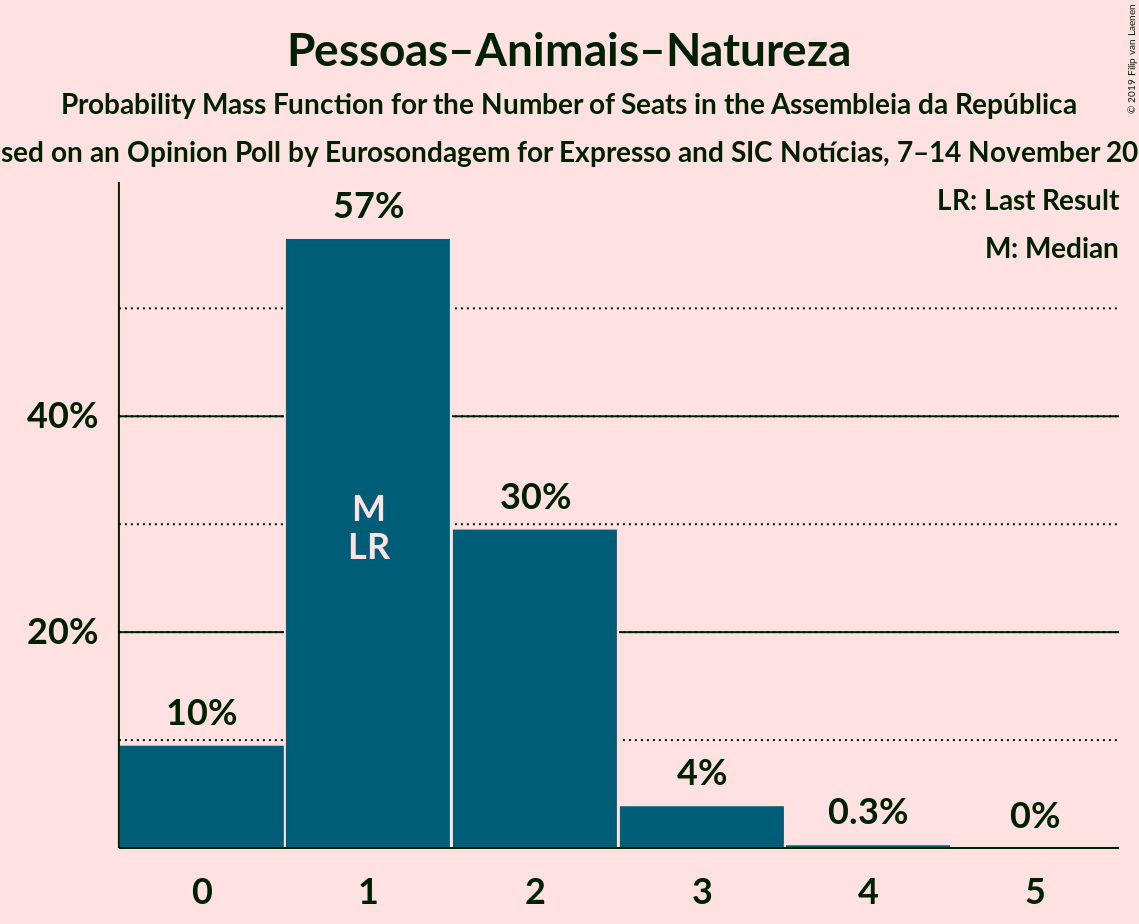 Pessoas–Animais–Natureza
Probability Mass Function for the Number of Seats in the Assembleia da República
sed on an Opinion Poll by Eurosondagem for Expresso and SIC Notícias, 7–14 November 20
© 2019 Filip van Laenen
LR: Last Result
M: Median
57%
40%
M
LR
30%
20%
10%
4%
0.3%
0%
0 1 2 3 4 5